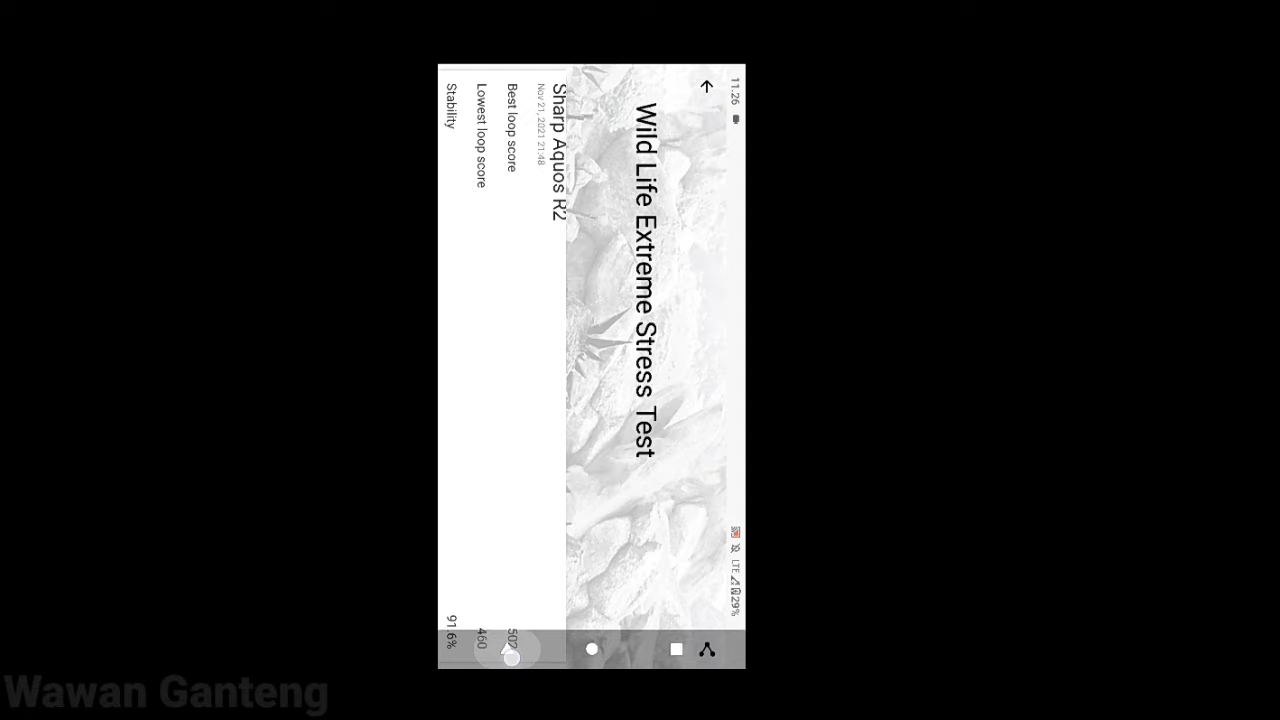 11.26
LTE 29%
Wild Life Extreme Stress Test
Sharp Aquos R2
Nov 21, 2021 21:48
Best loop score
Lowest loop score 460
Stability 91.6%
Wawan Ganteng